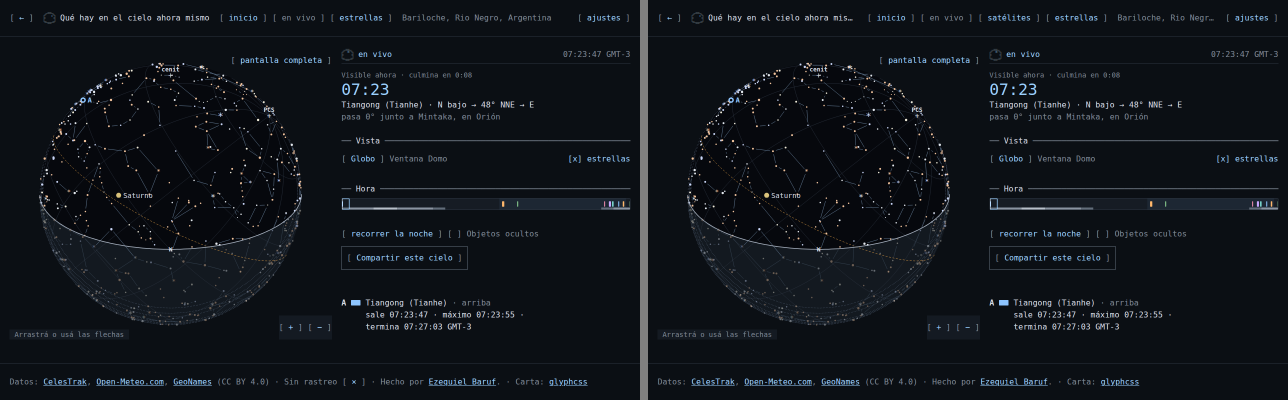 [ ← ] Qué hay en el cielo ahora mismo [ inicio ] [ en vivo ] [ estrellas ] Bariloche, Río Negro, Argentina [ ajustes ]
[ pantalla completa ]
cenit
A
PCS
Saturno
Arrastrá o usá las flechas
[ + ] [ − ]
en vivo 07:23:47 GMT-3
Visible ahora · culmina en 0:08
07:23
Tiangong (Tianhe) · N bajo → 48° NNE → E
pasa 0° junto a Mintaka, en Orión
Vista
[ Globo ] Ventana Domo [x] estrellas
Hora
[ recorrer la noche ] [ ] Objetos ocultos
[ Compartir este cielo ]
A Tiangong (Tianhe) · arriba
sale 07:23:47 · máximo 07:23:55 ·
termina 07:27:03 GMT-3
Datos: CelesTrak, Open-Meteo.com, GeoNames (CC BY 4.0) · Sin rastreo [ × ] · Hecho por Ezequiel Baruf. · Carta: glyphcss
[ ← ] Qué hay en el cielo ahora mis… [ inicio ] [ en vivo ] [ satélites ] [ estrellas ] Bariloche, Río Negr… [ ajustes ]
[ pantalla completa ]
cenit
A
PCS
Saturno
Arrastrá o usá las flechas
[ + ] [ − ]
en vivo 07:23:47 GMT-3
Visible ahora · culmina en 0:08
07:23
Tiangong (Tianhe) · N bajo → 48° NNE → E
pasa 0° junto a Mintaka, en Orión
Vista
[ Globo ] Ventana Domo [x] estrellas
Hora
[ recorrer la noche ] [ ] Objetos ocultos
[ Compartir este cielo ]
A Tiangong (Tianhe) · arriba
sale 07:23:47 · máximo 07:23:55 ·
termina 07:27:03 GMT-3
Datos: CelesTrak, Open-Meteo.com, GeoNames (CC BY 4.0) · Hecho por Ezequiel Baruf. · Carta: glyphcss